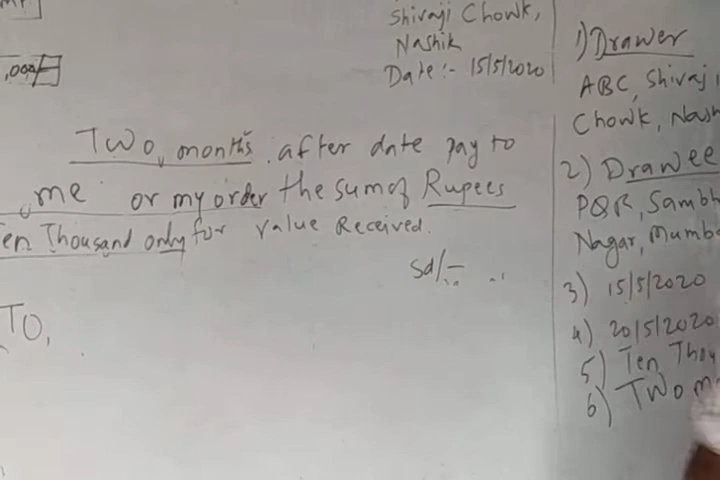 ,000/-
Shivaji Chowk,
Nashik
Date :- 15/5/2020
Two months after date pay to
me or my order the sum of Rupees
Ten Thousand only for value Received.
Sd/-
TO,
1) Drawer
ABC, Shivaji
Chowk, Nash
2) Drawee
PQR, Sambh
Nagar, Mumb
3) 15/5/2020
4) 20/5/2020
5) Ten Thou
6) Two m